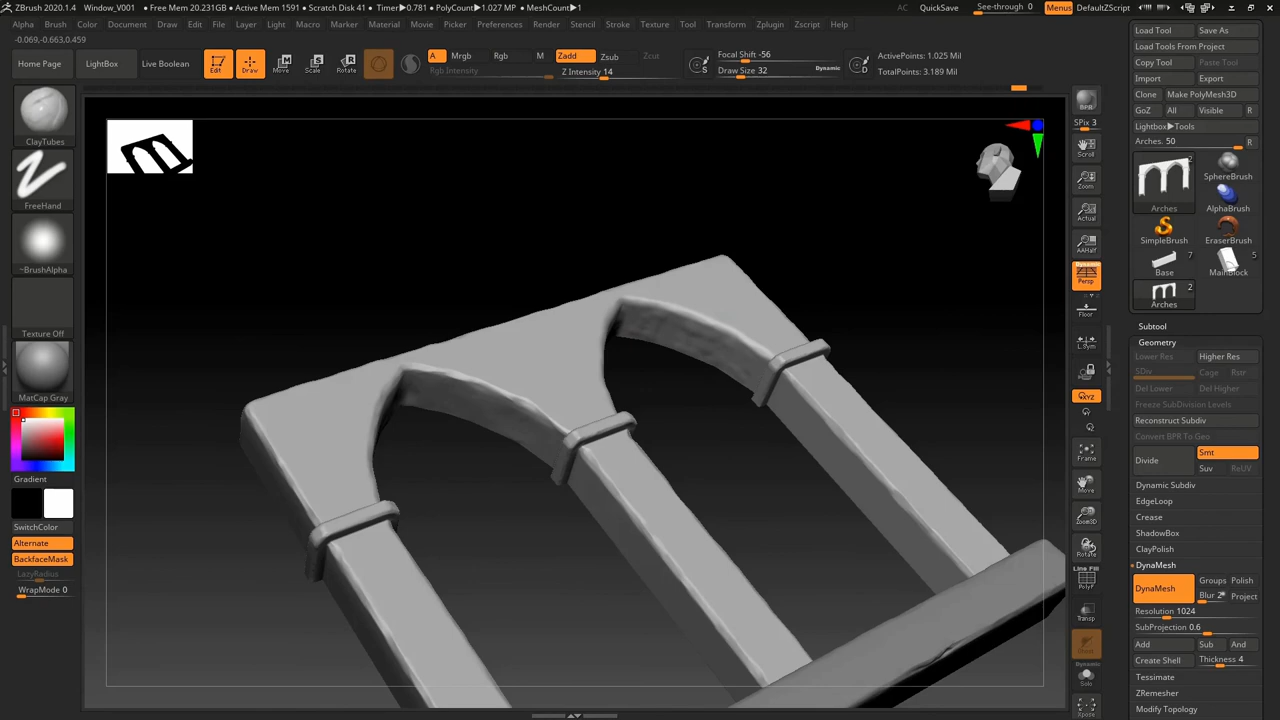 ZBrush 2020.1.4 Window_V001 • Free Mem 20.231GB • Active Mem 1591 • Scratch Disk 41 • Timer▶0.781 • PolyCount▶1.027 MP • MeshCount▶1 AC QuickSave See-through 0 Menus DefaultZScript
Alpha Brush Color Document Draw Edit File Layer Light Macro Marker Material Movie Picker Preferences Render Stencil Stroke Texture Tool Transform Zplugin Zscript Help
-0.069,-0.663,0.459
Home Page LightBox Live Boolean Edit Draw Move Scale Rotate
A Mrgb Rgb M Zadd Zsub Zcut
Rgb Intensity Z Intensity 14
Focal Shift -56
Draw Size 32 Dynamic
S D
ActivePoints: 1.025 Mil
TotalPoints: 3.189 Mil
ClayTubes
FreeHand
~BrushAlpha
Texture Off
MatCap Gray
Gradient
SwitchColor
Alternate
BackfaceMask
LazyRadius
WrapMode 0
BPR
SPix 3
Scroll
Zoom
Actual
AAHalf
Dynamic
Persp
Floor
L.Sym
XYZ
Frame
Move
Zoom3D
Rotate
Line Fill
PolyF
Transp
Ghost
Dynamic
Solo
Xpose
Load Tool Save As
Load Tools From Project
Copy Tool Paste Tool
Import Export
Clone Make PolyMesh3D
GoZ All Visible R
Lightbox▶Tools
Arches. 50 R
2
Arches SphereBrush
AlphaBrush
SimpleBrush EraserBrush
7 5
Base MainBlock
2
Arches
Subtool
Geometry
Lower Res Higher Res
SDiv Cage Rstr
Del Lower Del Higher
Freeze SubDivision Levels
Reconstruct Subdiv
Convert BPR To Geo
Divide Smt
Suv ReUV
Dynamic Subdiv
EdgeLoop
Crease
ShadowBox
ClayPolish
DynaMesh
DynaMesh Groups Polish
Blur 2 Project
Resolution 1024
SubProjection 0.6
Add Sub And
Create Shell Thickness 4
Tessimate
ZRemesher
Modify Topology